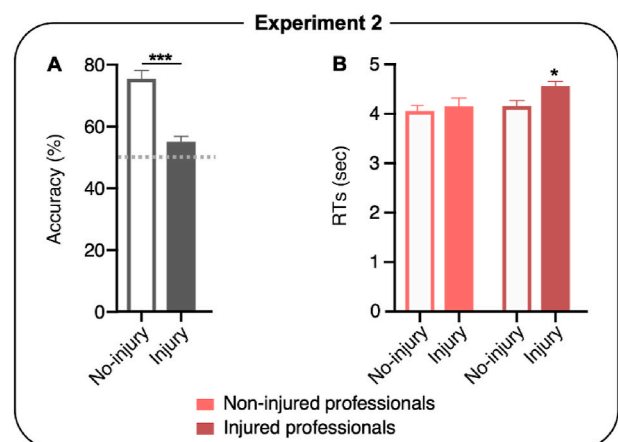 Experiment 2
A
***
80
60
40
20
0
Accuracy (%)
No-injury
Injury
B
*
5
4
3
2
1
0
RTs (sec)
No-injury
Injury
No-injury
Injury
Non-injured professionals
Injured professionals